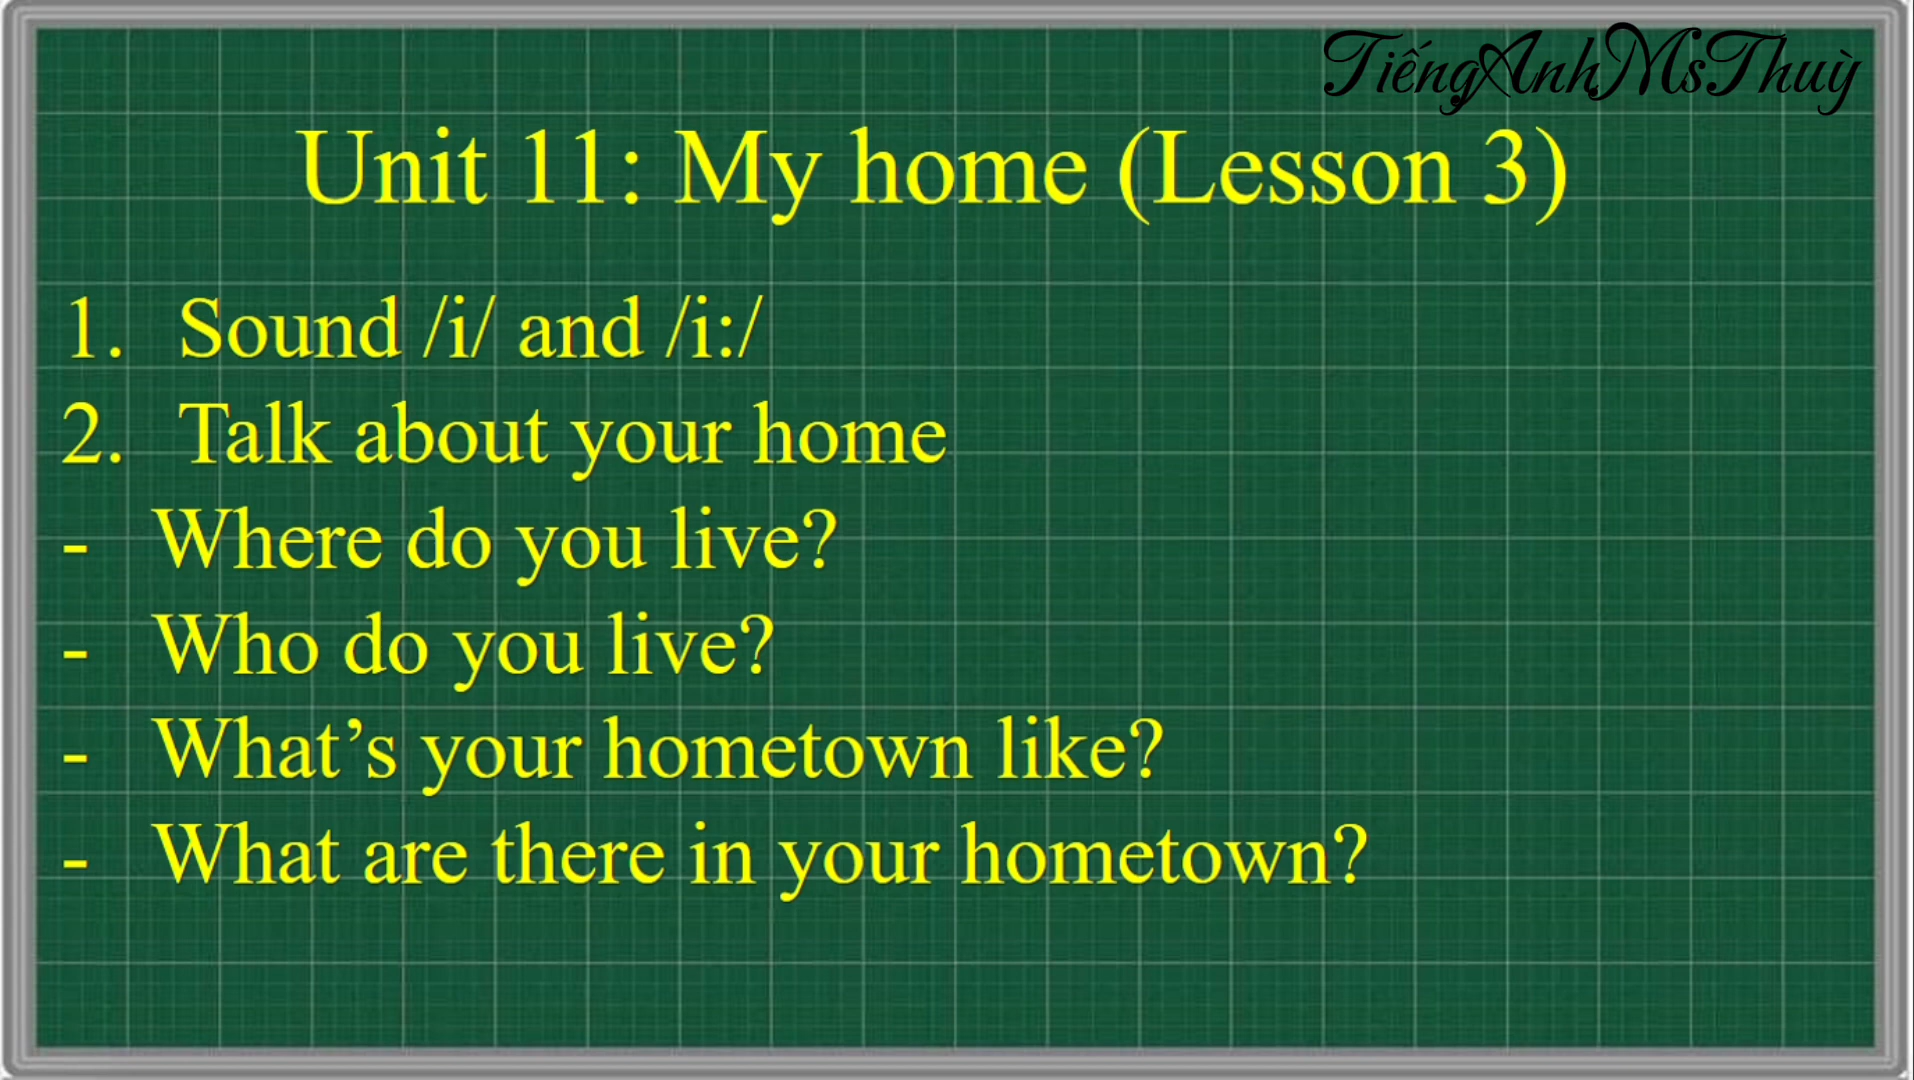 TiếngAnhMsThuỳ
Unit 11: My home (Lesson 3)
1. Sound /i/ and /i:/
2. Talk about your home
- Where do you live?
- Who do you live?
- What’s your hometown like?
- What are there in your hometown?